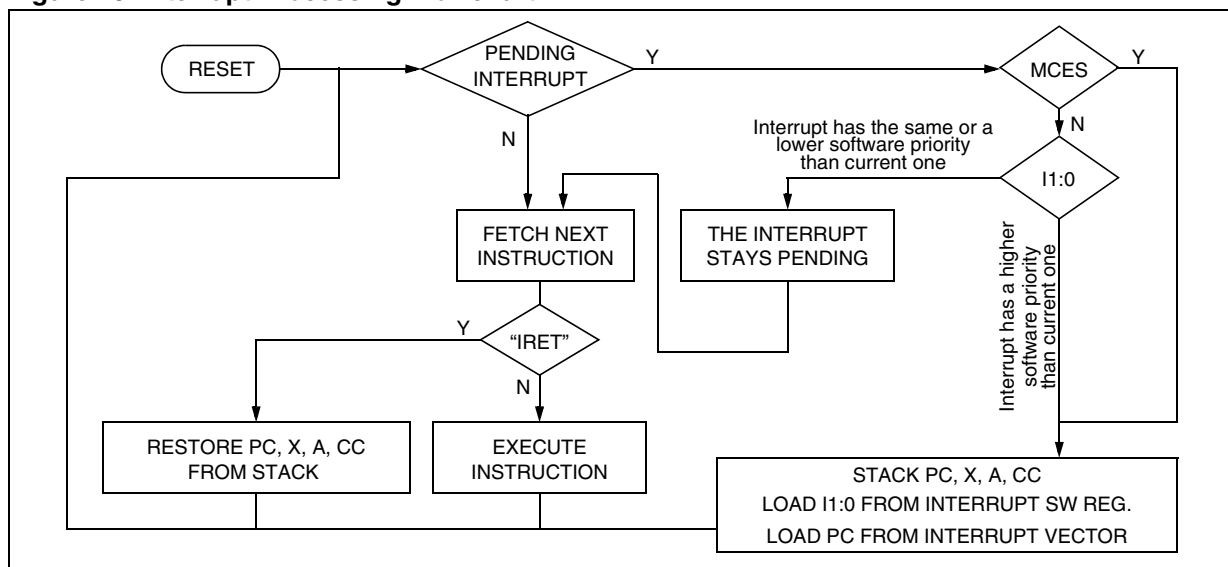 RESET
PENDING
INTERRUPT
Y
MCES
Y
N
N
Interrupt has the same or a
lower software priority
than current one
I1:0
FETCH NEXT
INSTRUCTION
THE INTERRUPT
STAYS PENDING
Interrupt has a higher
software priority
than current one
Y
“IRET”
N
RESTORE PC, X, A, CC
FROM STACK
EXECUTE
INSTRUCTION
STACK PC, X, A, CC
LOAD I1:0 FROM INTERRUPT SW REG.
LOAD PC FROM INTERRUPT VECTOR